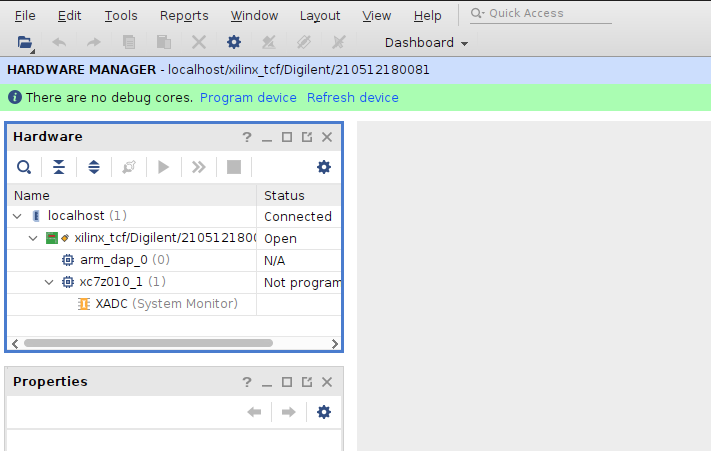 File Edit Tools Reports Window Layout View Help Quick Access
Dashboard
HARDWARE MANAGER - localhost/xilinx_tcf/Digilent/210512180081
There are no debug cores. Program device Refresh device
Hardware
Name Status
localhost (1) Connected
xilinx_tcf/Digilent/2105121800 Open
arm_dap_0 (0) N/A
xc7z010_1 (1) Not program
XADC (System Monitor)
Properties